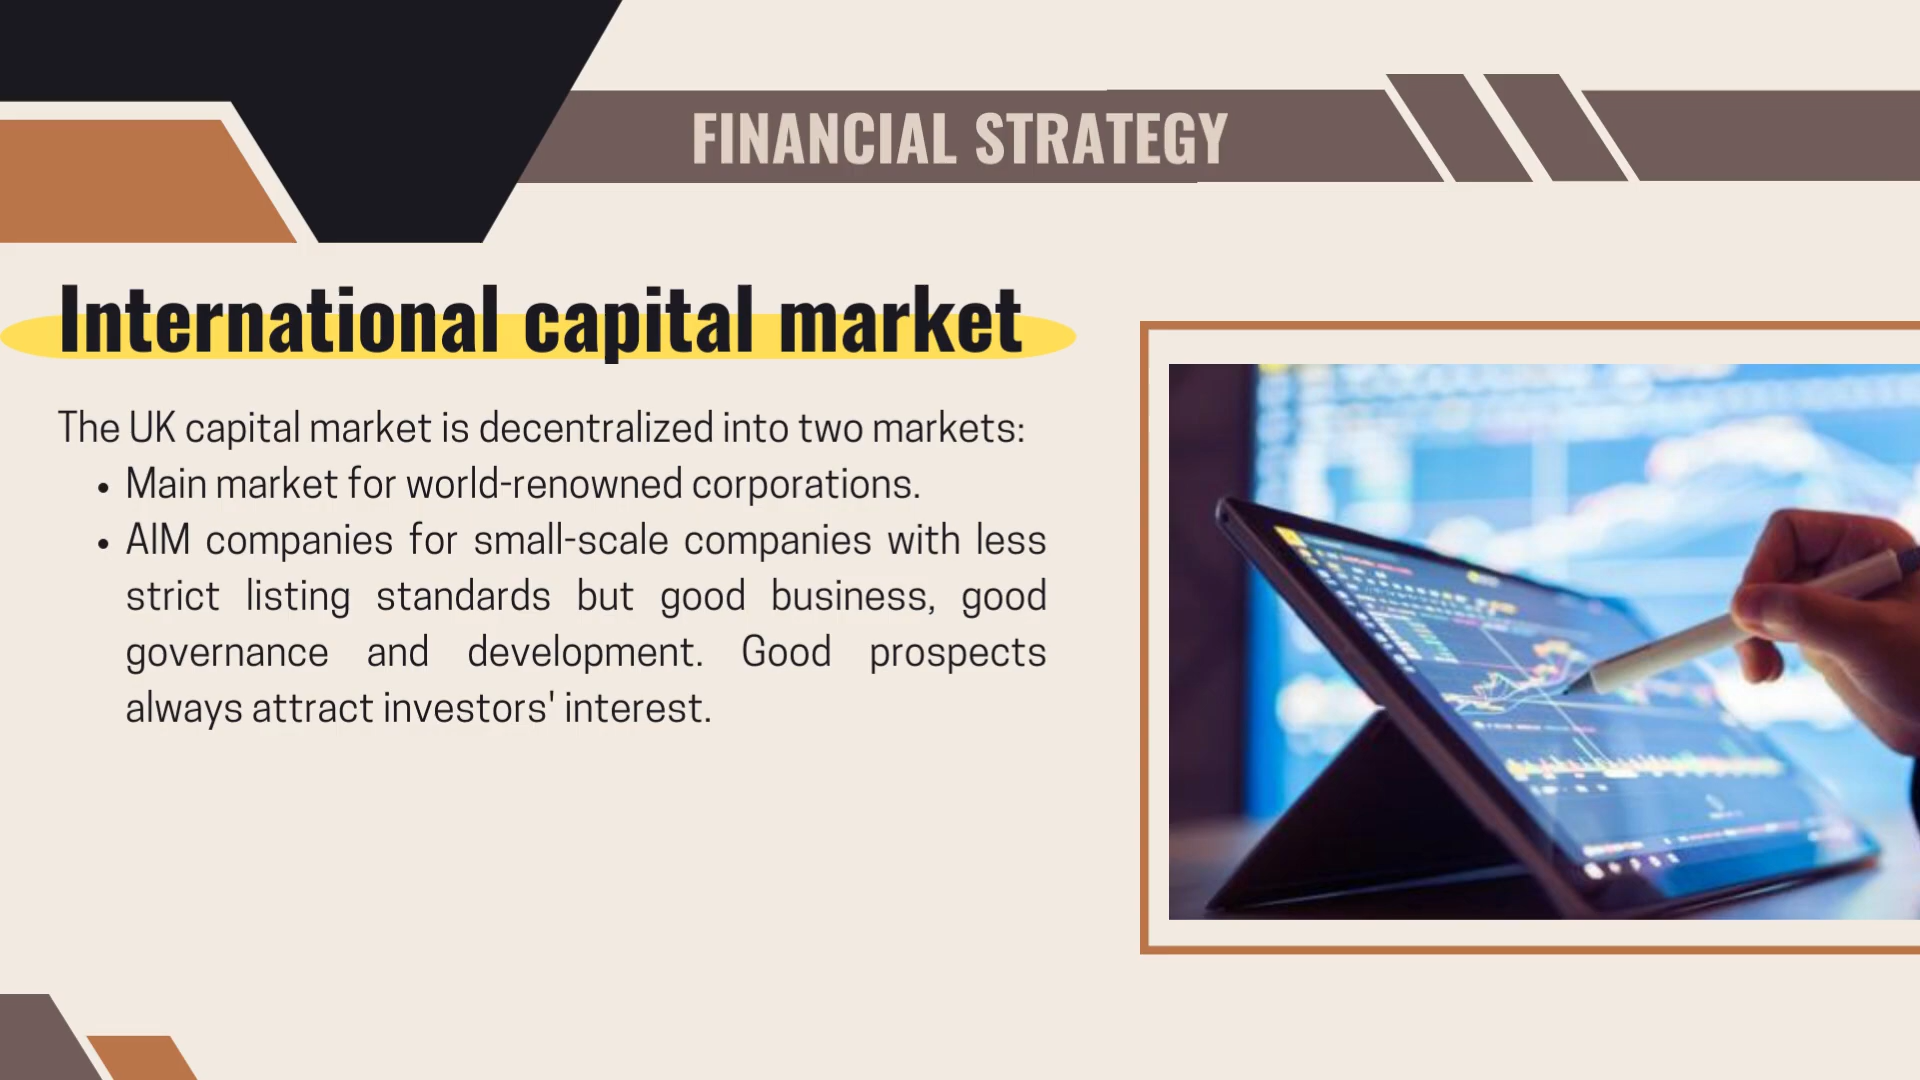 FINANCIAL STRATEGY
International capital market
The UK capital market is decentralized into two markets:
• Main market for world-renowned corporations.
• AIM companies for small-scale companies with less
strict listing standards but good business, good
governance and development. Good prospects
always attract investors' interest.